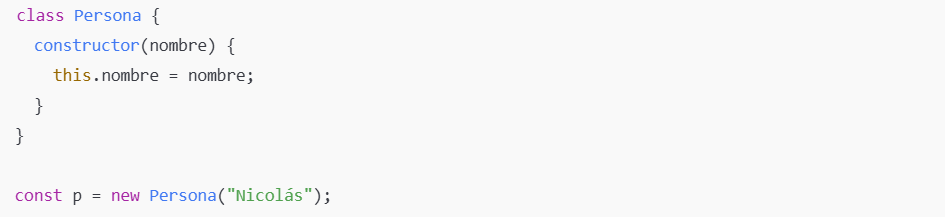 class Persona {
  constructor(nombre) {
    this.nombre = nombre;
  }
}

const p = new Persona("Nicolás");